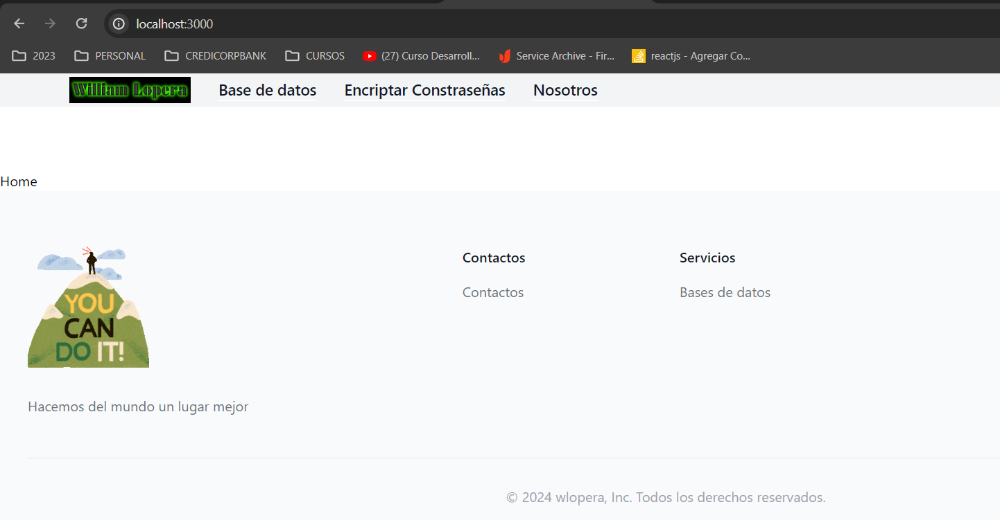 localhost:3000
2023 PERSONAL CREDICORPBANK CURSOS (27) Curso Desarroll... Service Archive - Fir... reactjs - Agregar Co...
William Lopera Base de datos Encriptar Constraseñas Nosotros
Home
YOU
CAN
DO IT!
Hacemos del mundo un lugar mejor
Contactos
Contactos
Servicios
Bases de datos
© 2024 wlopera, Inc. Todos los derechos reservados.